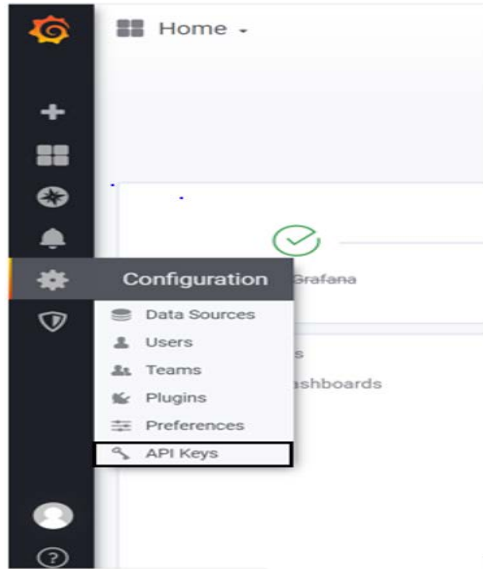 Home
Configuration
Grafana
Data Sources
Users
s
Teams
ashboards
Plugins
Preferences
API Keys
?